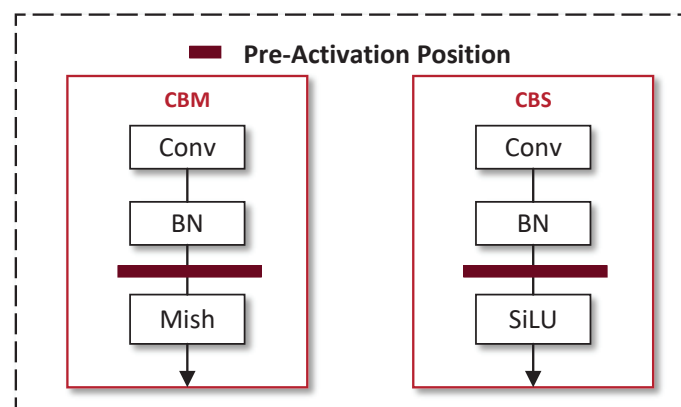 Pre-Activation Position
CBM
Conv
BN
Mish
CBS
Conv
BN
SiLU